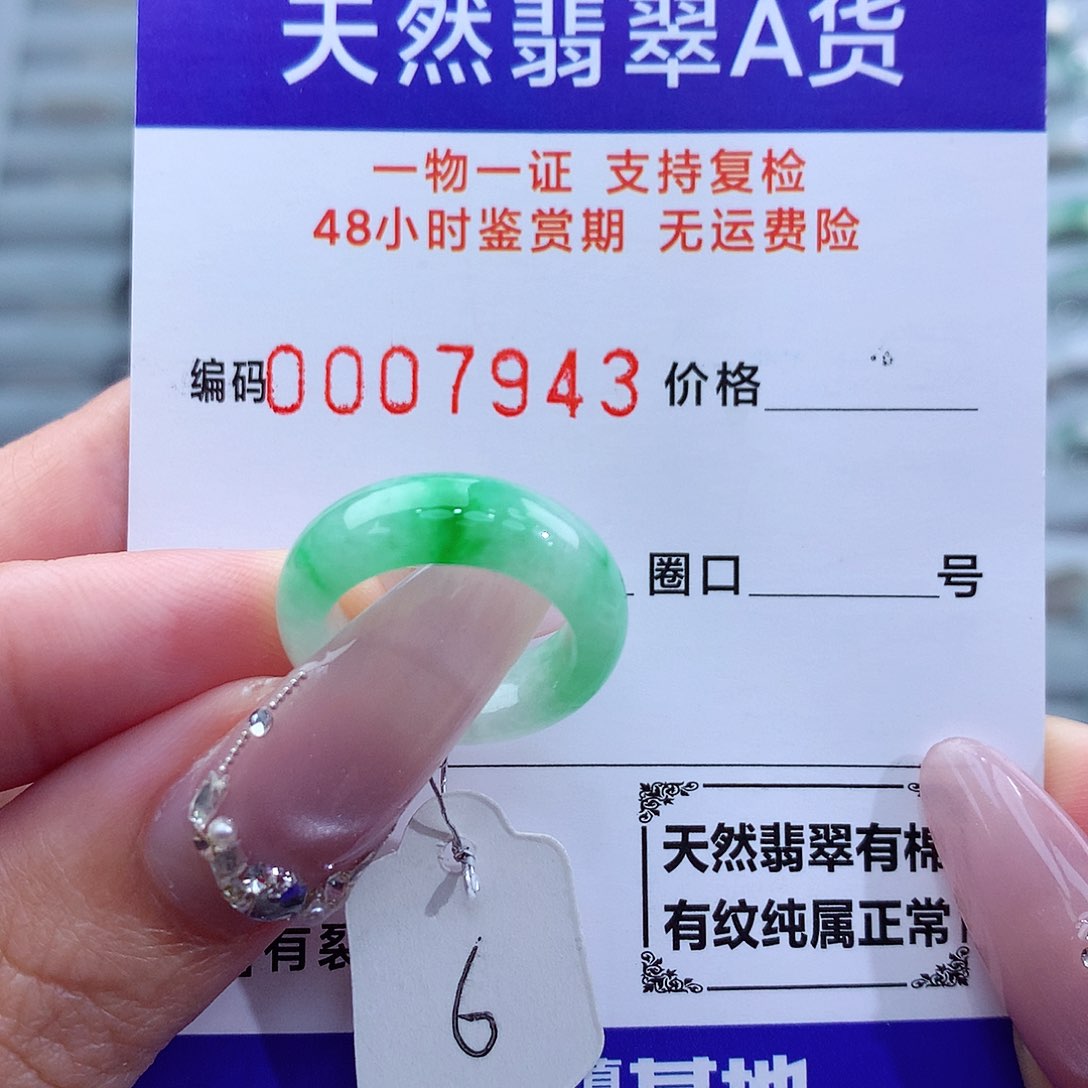 天然翡翠A货
一物一证 支持复检
48小时鉴赏期 无运费险
编码0007943 价格
圈口 号
天然翡翠有棉
有纹纯属正常
有裂
6
基地